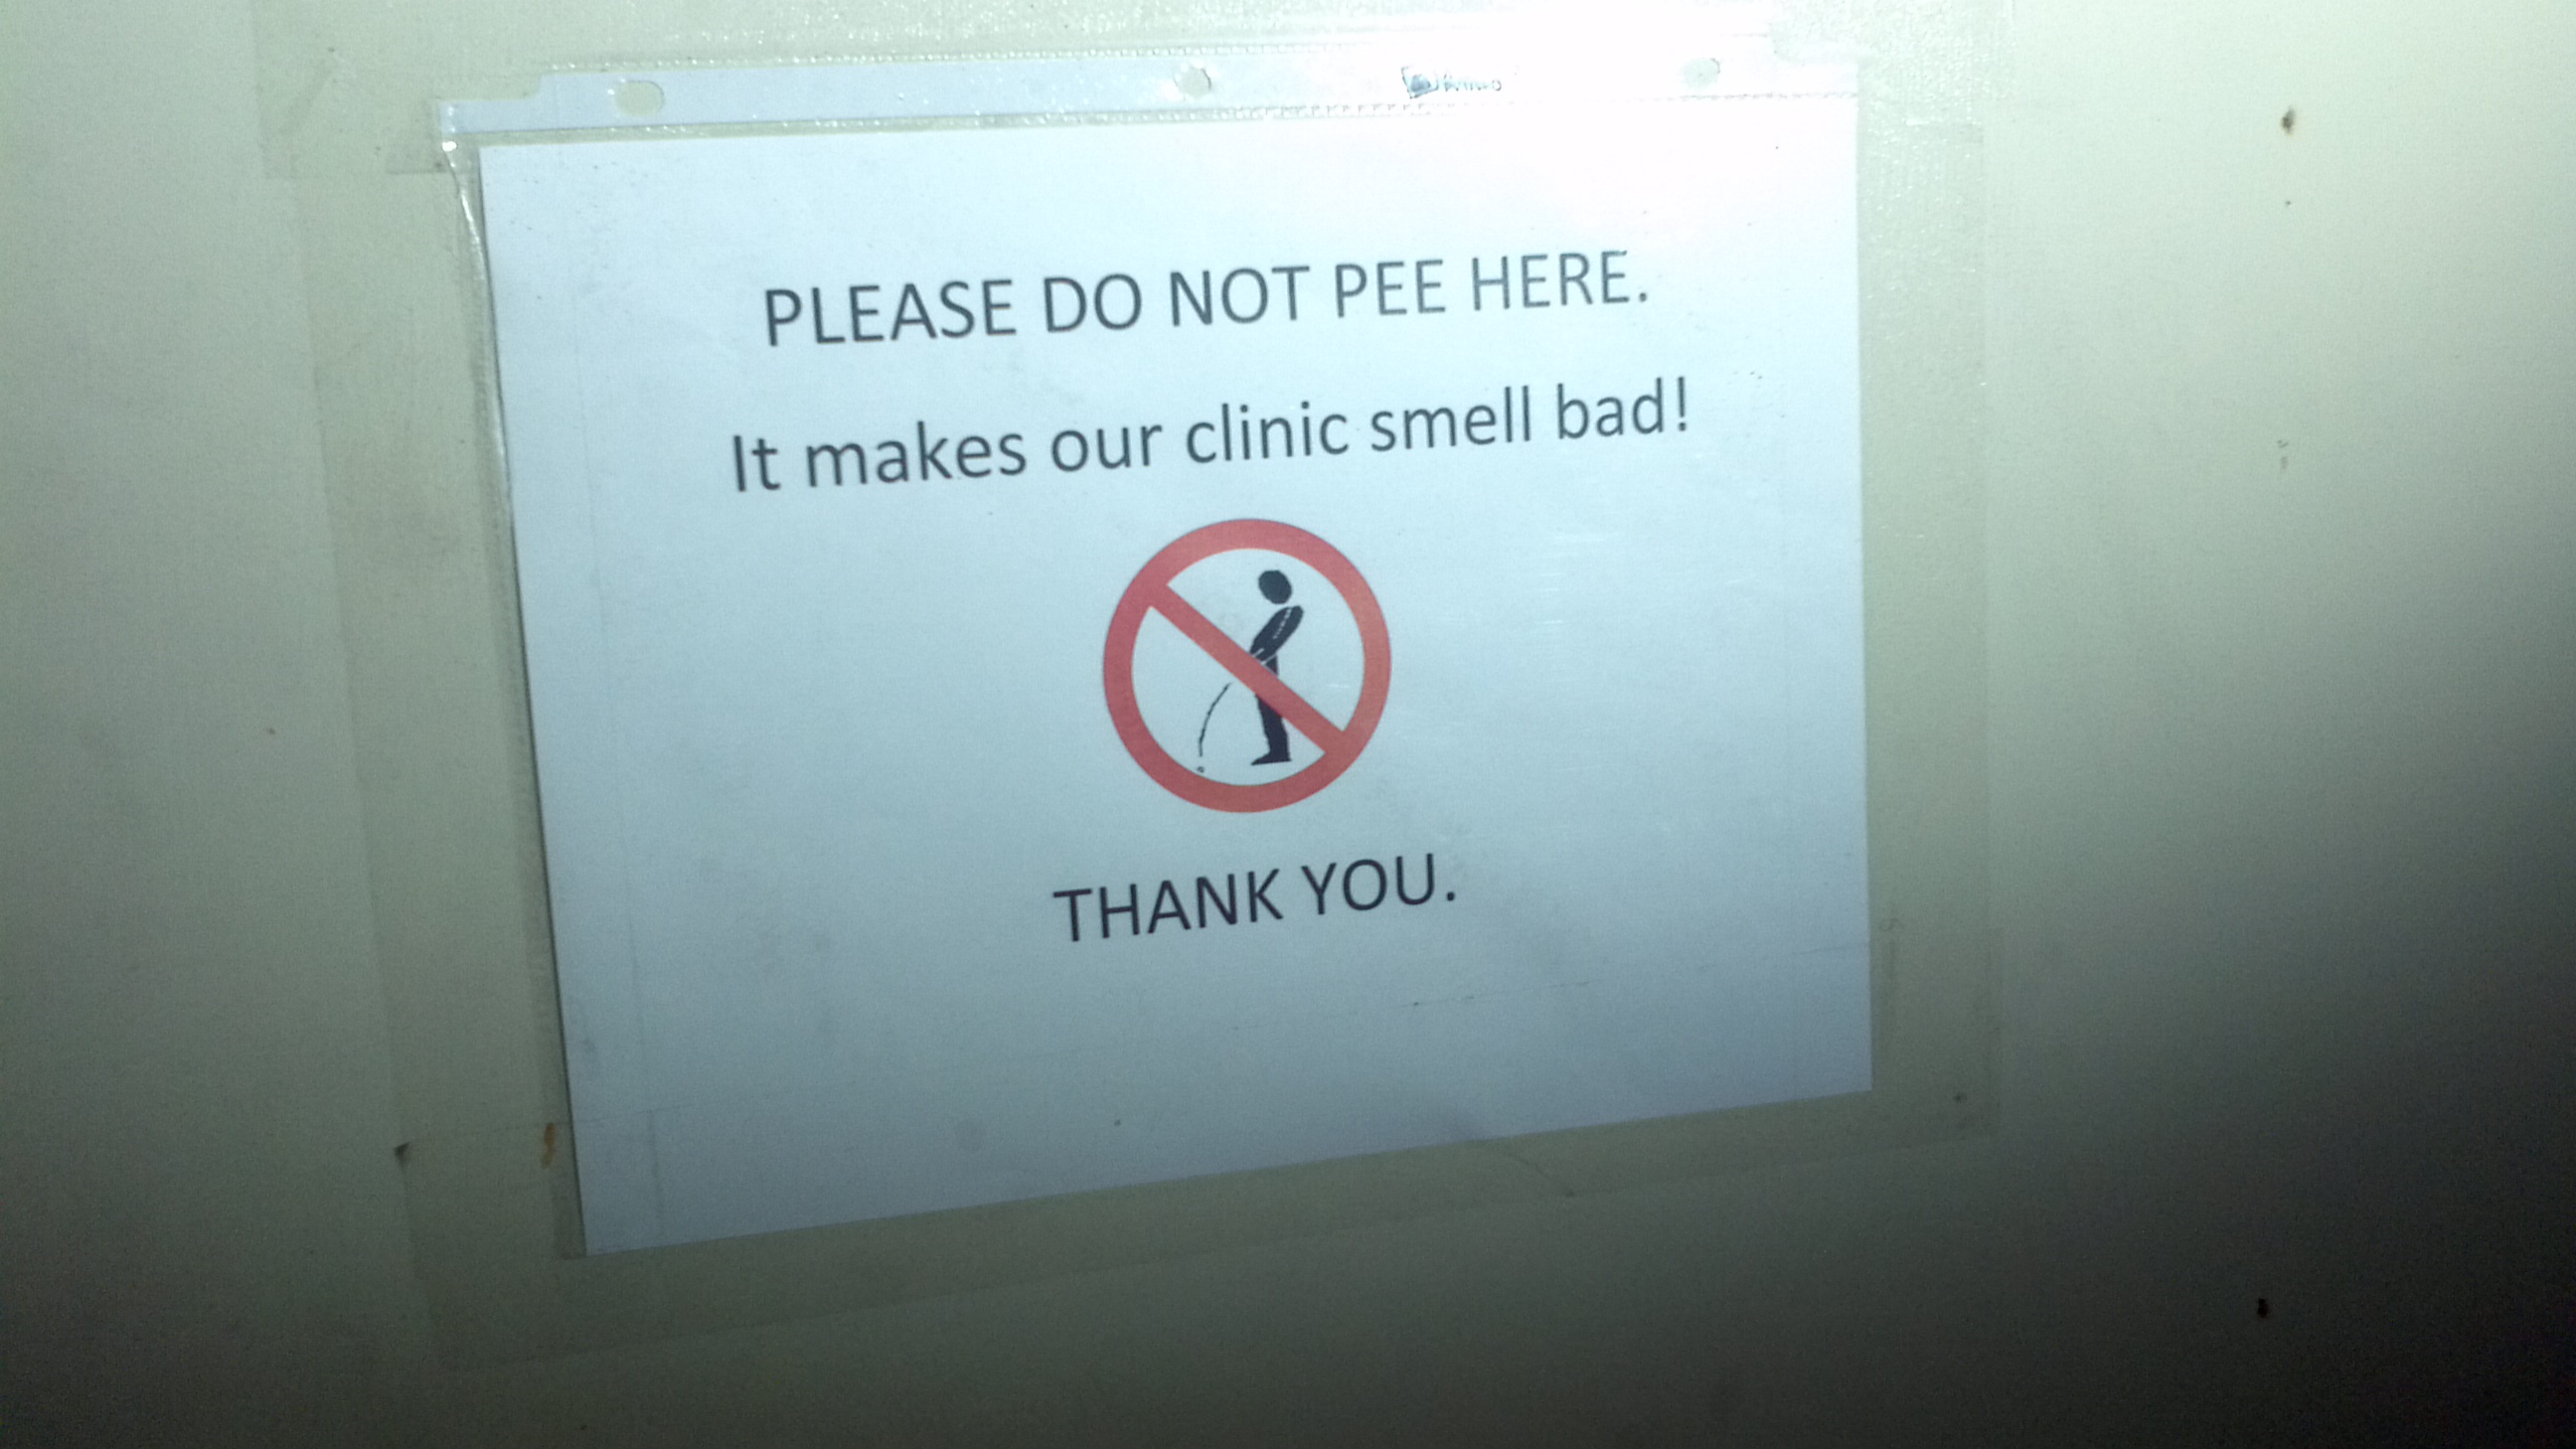 PLEASE DO NOT PEE HERE.
It makes our clinic smell bad!
THANK YOU.